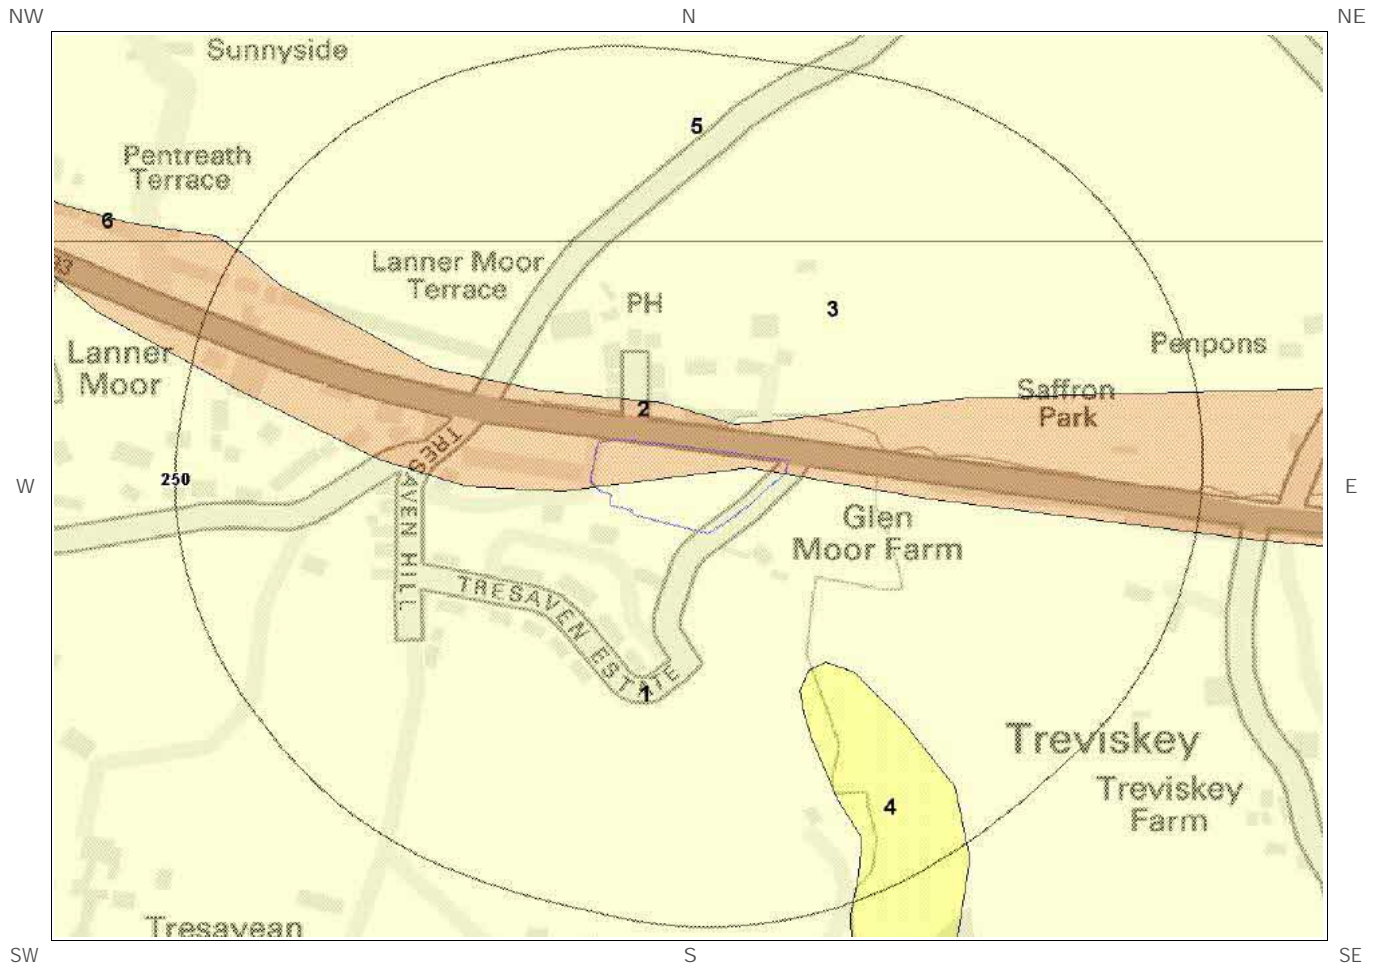 NW
N
NE
Sunnyside
5
Pentreath
Terrace
6
Lanner Moor
Terrace
PH
3
Lanner
Moor
Penpons
Saffron
Park
2
250
W
E
TRESAVEN HILL
Glen
Moor Farm
TRESAVEN ESTATE
1
Treviskey
Treviskey
Farm
4
Tresavean
SW
S
SE